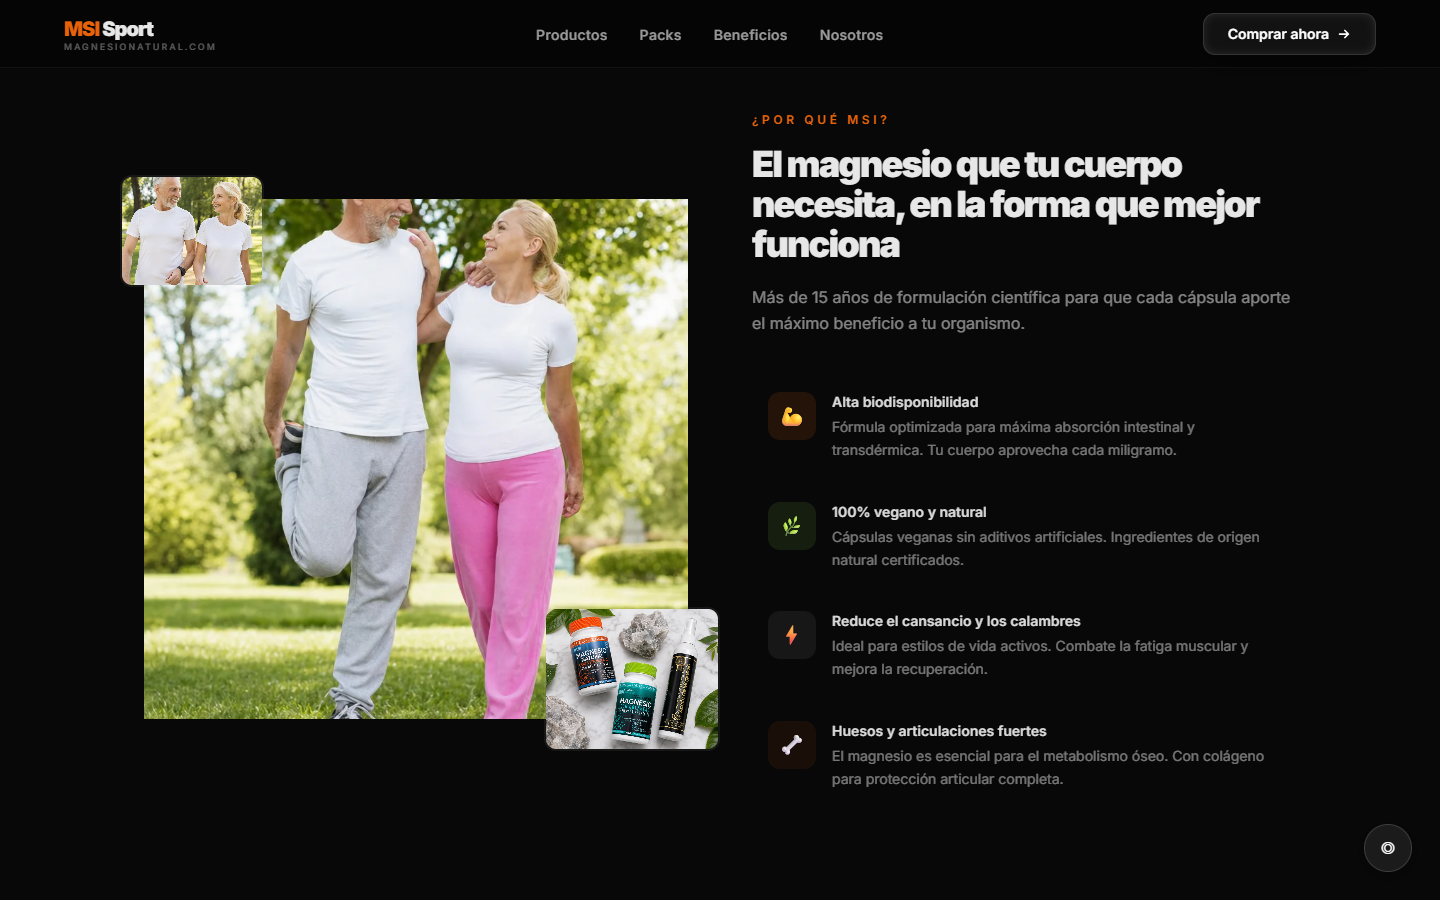 MSI Sport
MAGNESIONATURAL.COM
Productos
Packs
Beneficios
Nosotros
Comprar ahora →
¿POR QUÉ MSI?
El magnesio que tu cuerpo
necesita, en la forma que mejor
funciona
Más de 15 años de formulación científica para que cada cápsula aporte
el máximo beneficio a tu organismo.
Alta biodisponibilidad
Fórmula optimizada para máxima absorción intestinal y
transdérmica. Tu cuerpo aprovecha cada miligramo.
100% vegano y natural
Cápsulas veganas sin aditivos artificiales. Ingredientes de origen
natural certificados.
Reduce el cansancio y los calambres
Ideal para estilos de vida activos. Combate la fatiga muscular y
mejora la recuperación.
Huesos y articulaciones fuertes
El magnesio es esencial para el metabolismo óseo. Con colágeno
para protección articular completa.
MAGNESIO
MAGNESIO